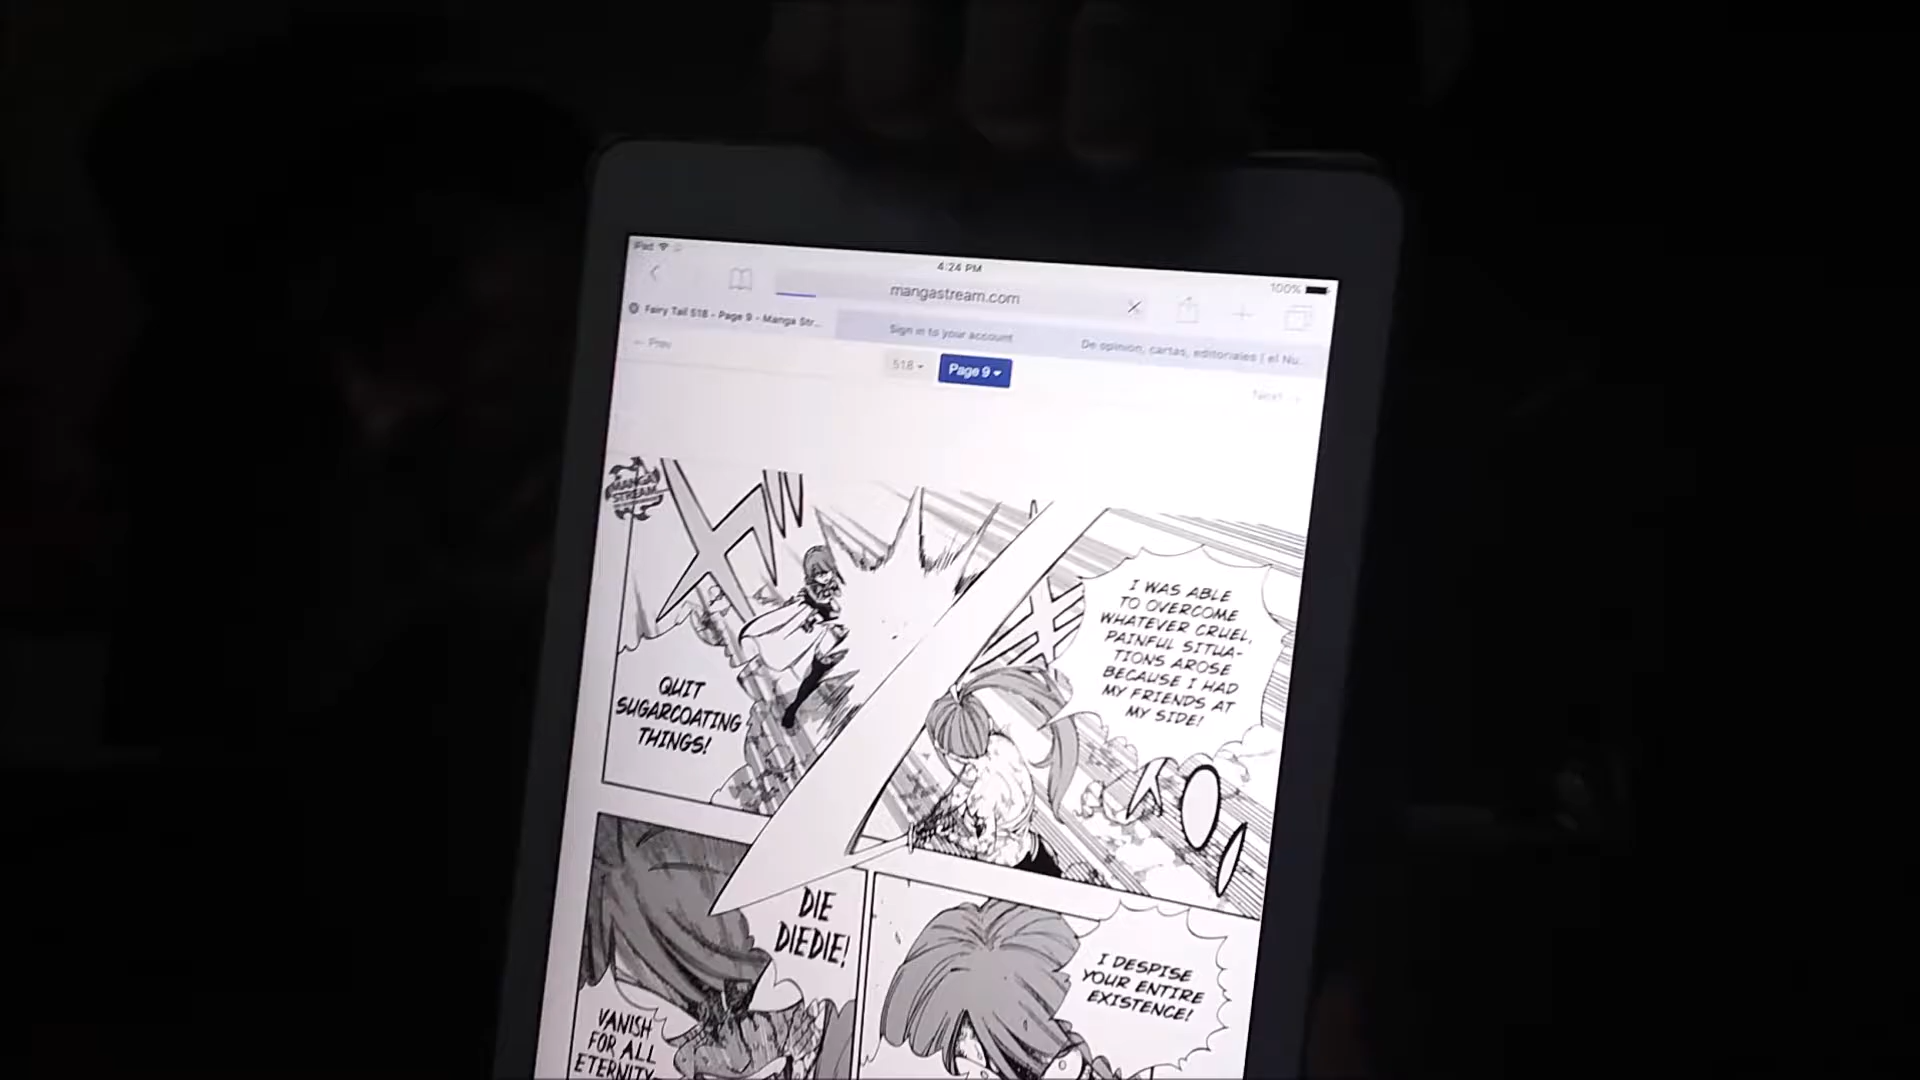 iPad
4:24 PM
100%
mangastream.com
Fairy Tail 518 - Page 9 - Manga Str...
Sign in to your account
De opinion, cartas, editoriales | el Nu...
← Prev
518
Page 9
Next →
MANGA
STREAM
I WAS ABLE
TO OVERCOME
WHATEVER CRUEL,
PAINFUL SITUA-
TIONS AROSE
BECAUSE I HAD
MY FRIENDS AT
MY SIDE!
QUIT
SUGARCOATING
THINGS!
DIE
DIEDIE!
I DESPISE
YOUR ENTIRE
EXISTENCE!
VANISH
FOR ALL
ETERNITY